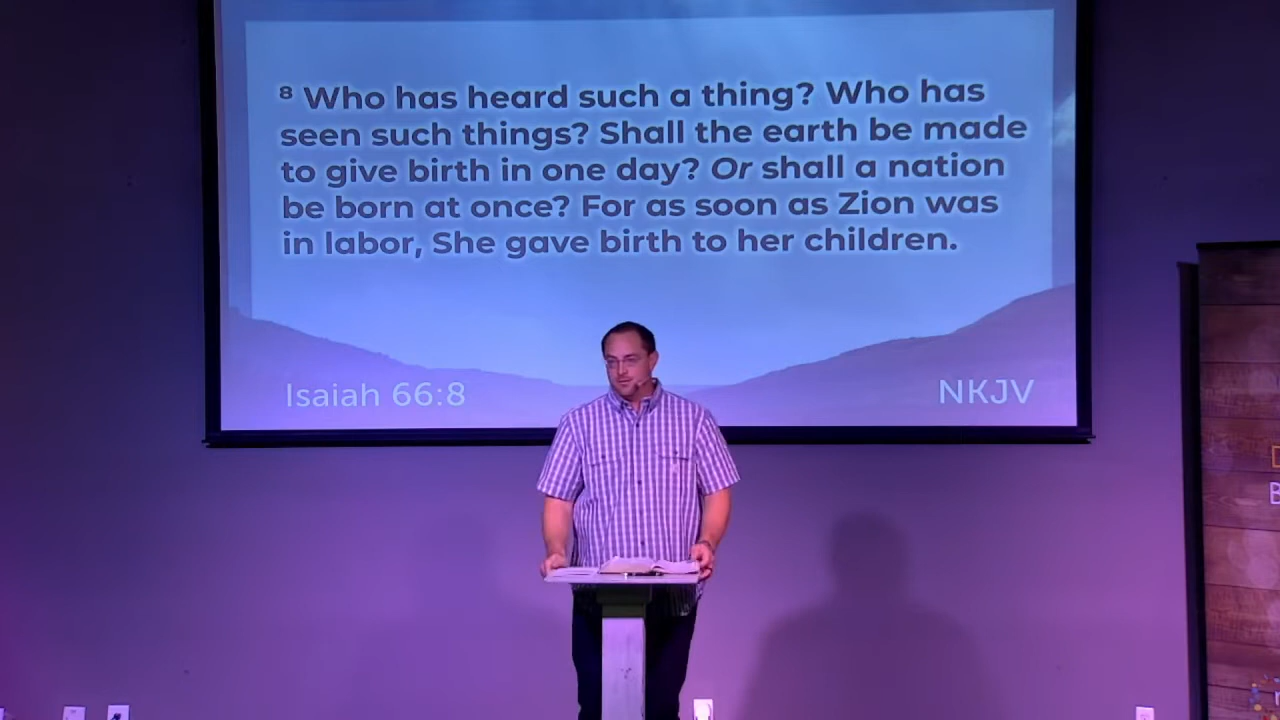 ⁸ Who has heard such a thing? Who has
seen such things? Shall the earth be made
to give birth in one day? Or shall a nation
be born at once? For as soon as Zion was
in labor, She gave birth to her children.
Isaiah 66:8
NKJV